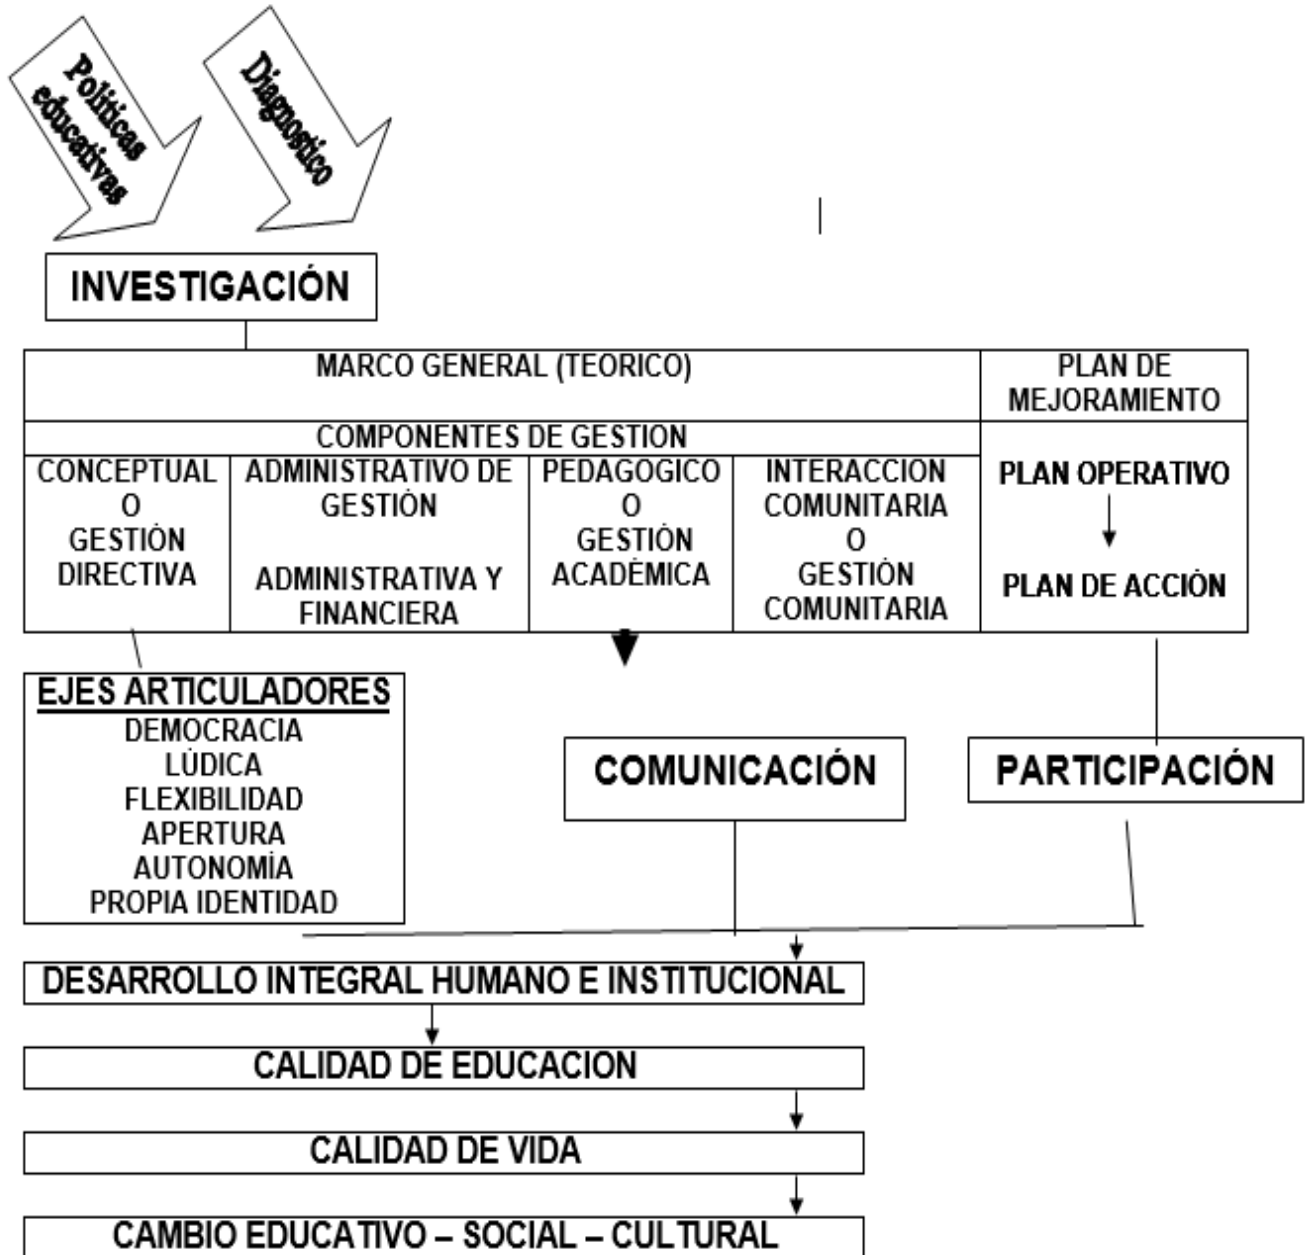 Políticas
educativas
Diagnostico
INVESTIGACIÓN
MARCO GENERAL (TEORICO)
PLAN DE
MEJORAMIENTO
COMPONENTES DE GESTION
CONCEPTUAL
O
GESTIÓN
DIRECTIVA
ADMINISTRATIVO DE
GESTIÓN
ADMINISTRATIVA Y
FINANCIERA
PEDAGOGICO
O
GESTIÓN
ACADÉMICA
INTERACCION
COMUNITARIA
O
GESTIÓN
COMUNITARIA
PLAN OPERATIVO
PLAN DE ACCIÓN
EJES ARTICULADORES
DEMOCRACIA
LÚDICA
FLEXIBILIDAD
APERTURA
AUTONOMÍA
PROPIA IDENTIDAD
COMUNICACIÓN
PARTICIPACIÓN
DESARROLLO INTEGRAL HUMANO E INSTITUCIONAL
CALIDAD DE EDUCACION
CALIDAD DE VIDA
CAMBIO EDUCATIVO – SOCIAL – CULTURAL